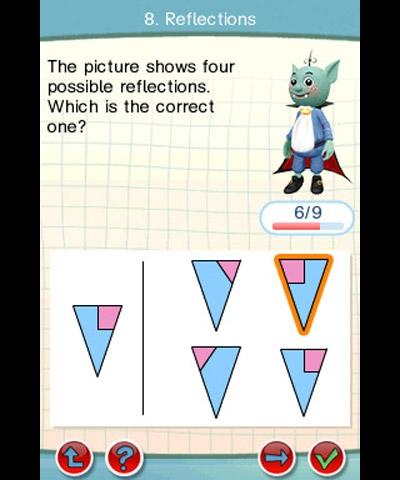 8. Reflections
The picture shows four
possible reflections.
Which is the correct
one?
6/9
?